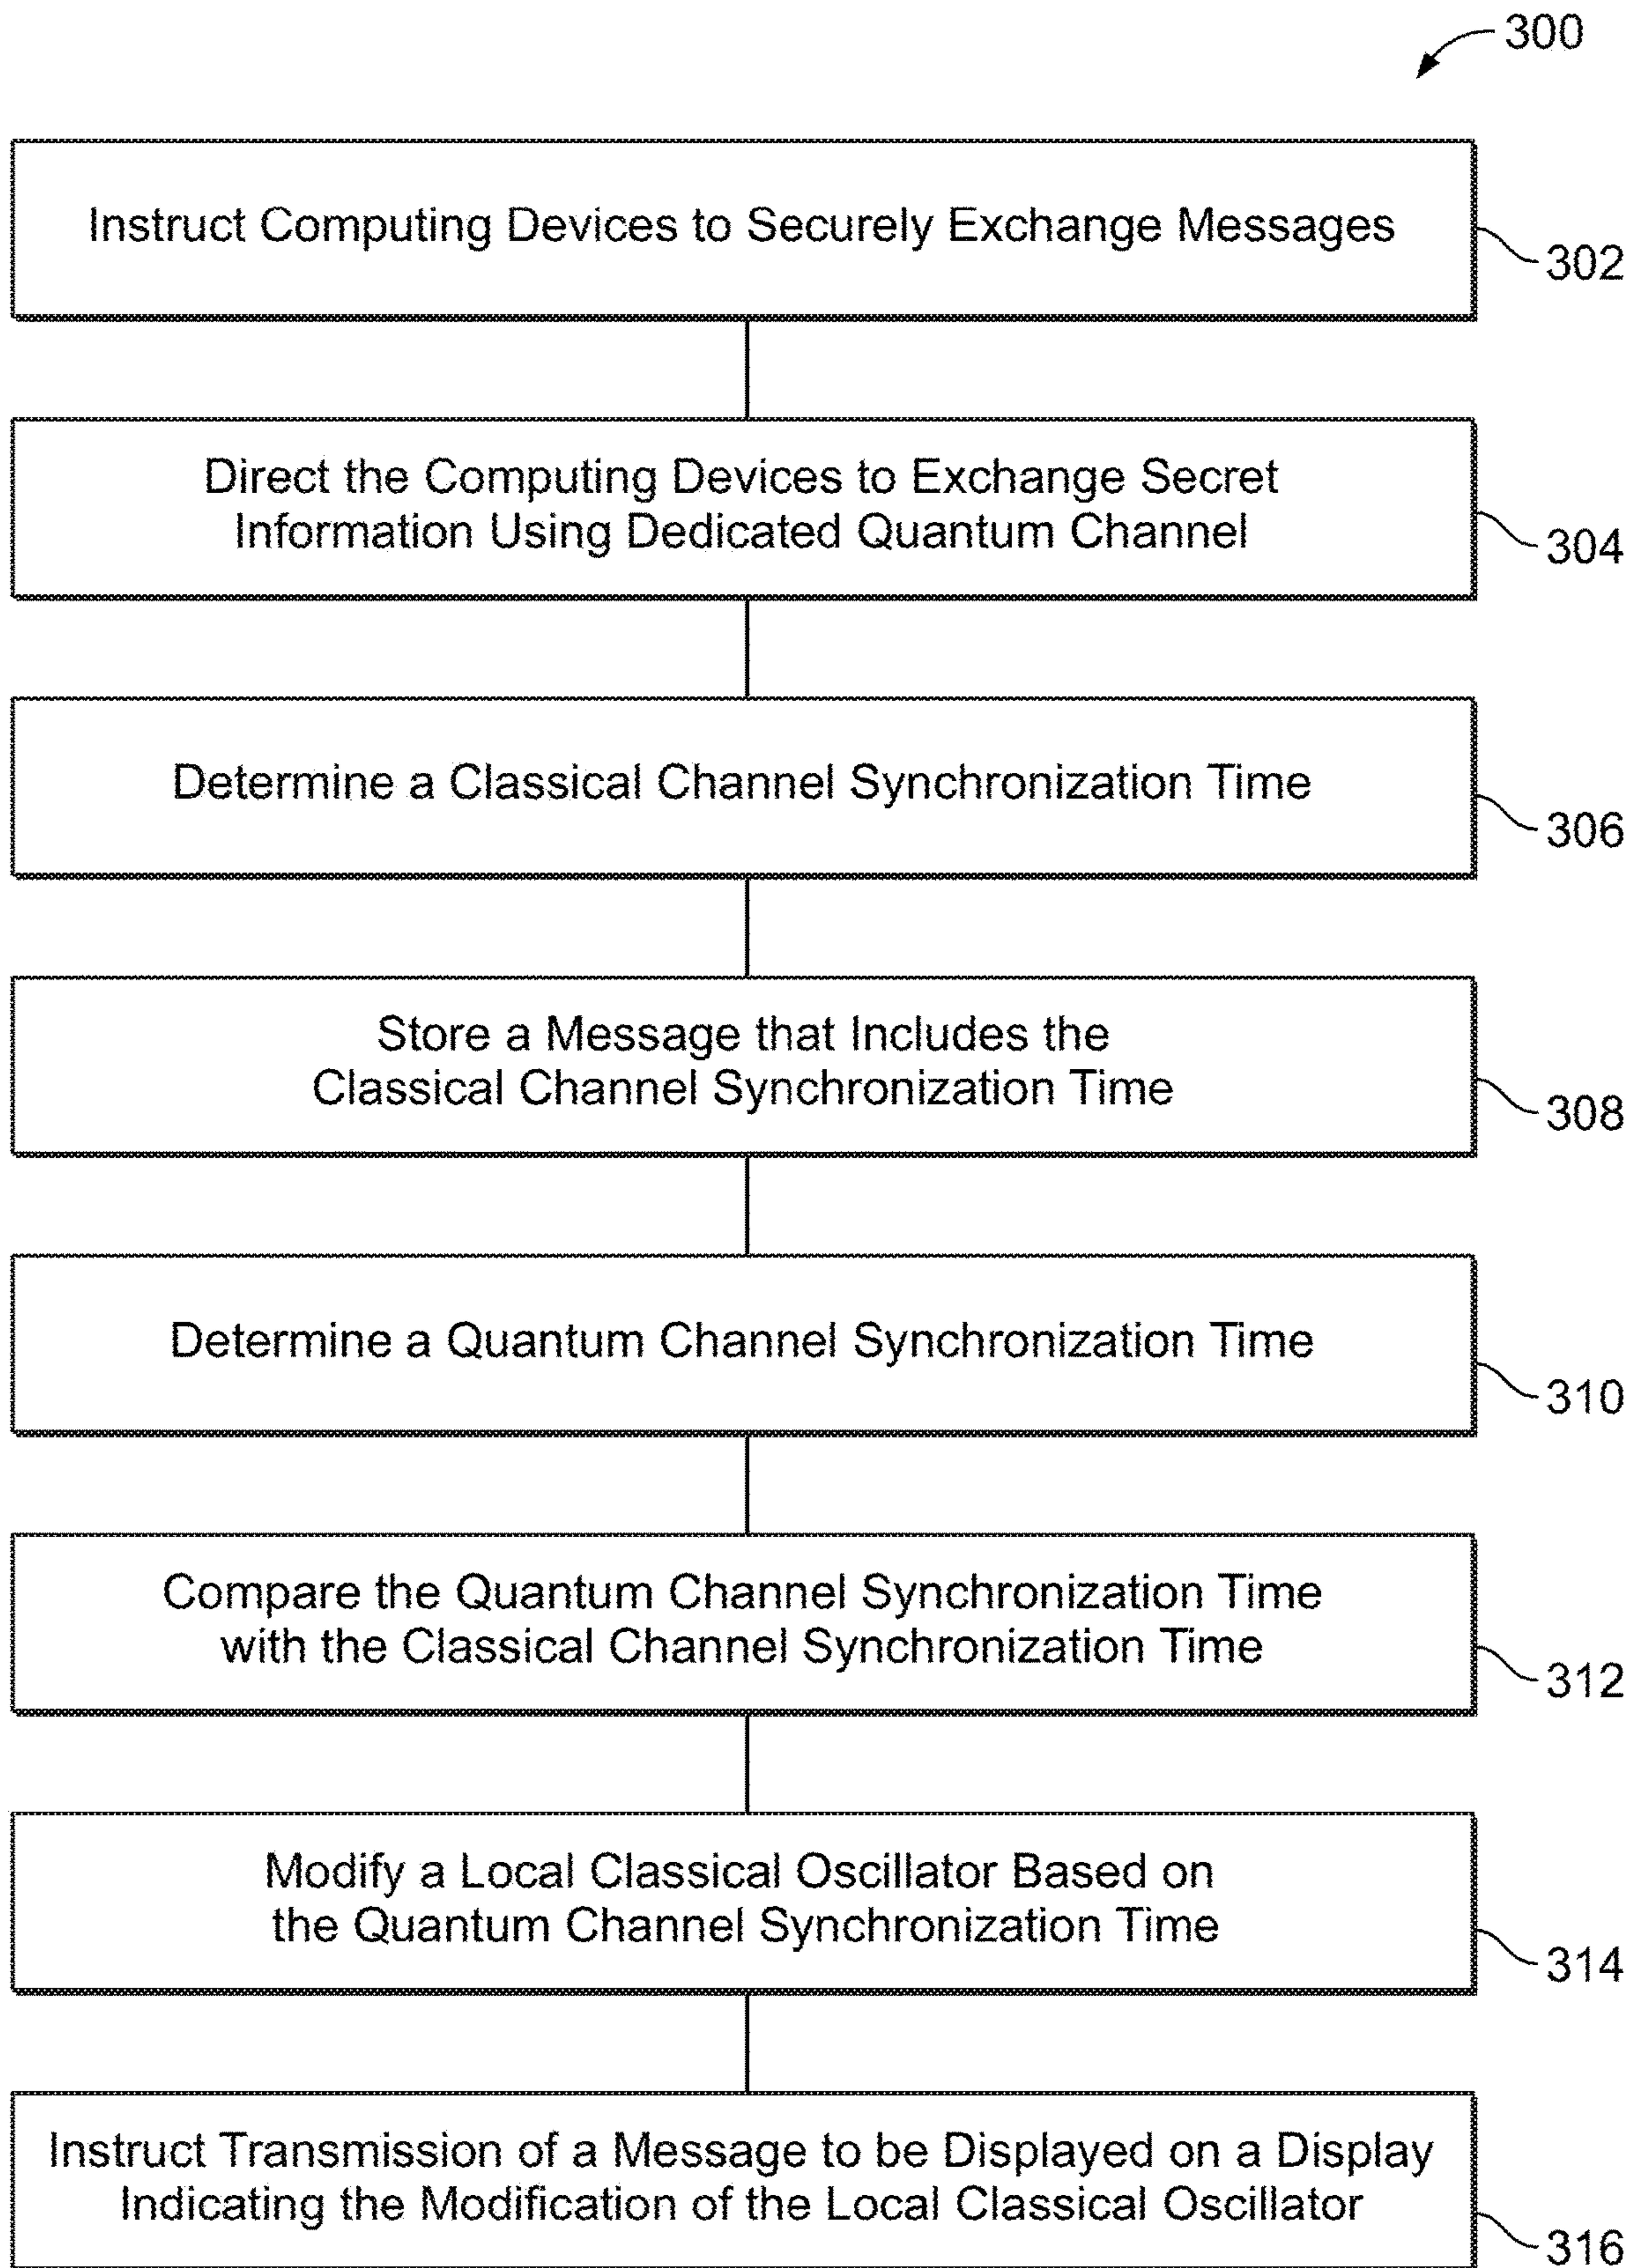 300
Instruct Computing Devices to Securely Exchange Messages
302
Direct the Computing Devices to Exchange Secret
Information Using Dedicated Quantum Channel
304
Determine a Classical Channel Synchronization Time
306
Store a Message that Includes the
Classical Channel Synchronization Time
308
Determine a Quantum Channel Synchronization Time
310
Compare the Quantum Channel Synchronization Time
with the Classical Channel Synchronization Time
312
Modify a Local Classical Oscillator Based on
the Quantum Channel Synchronization Time
314
Instruct Transmission of a Message to be Displayed on a Display
Indicating the Modification of the Local Classical Oscillator
316